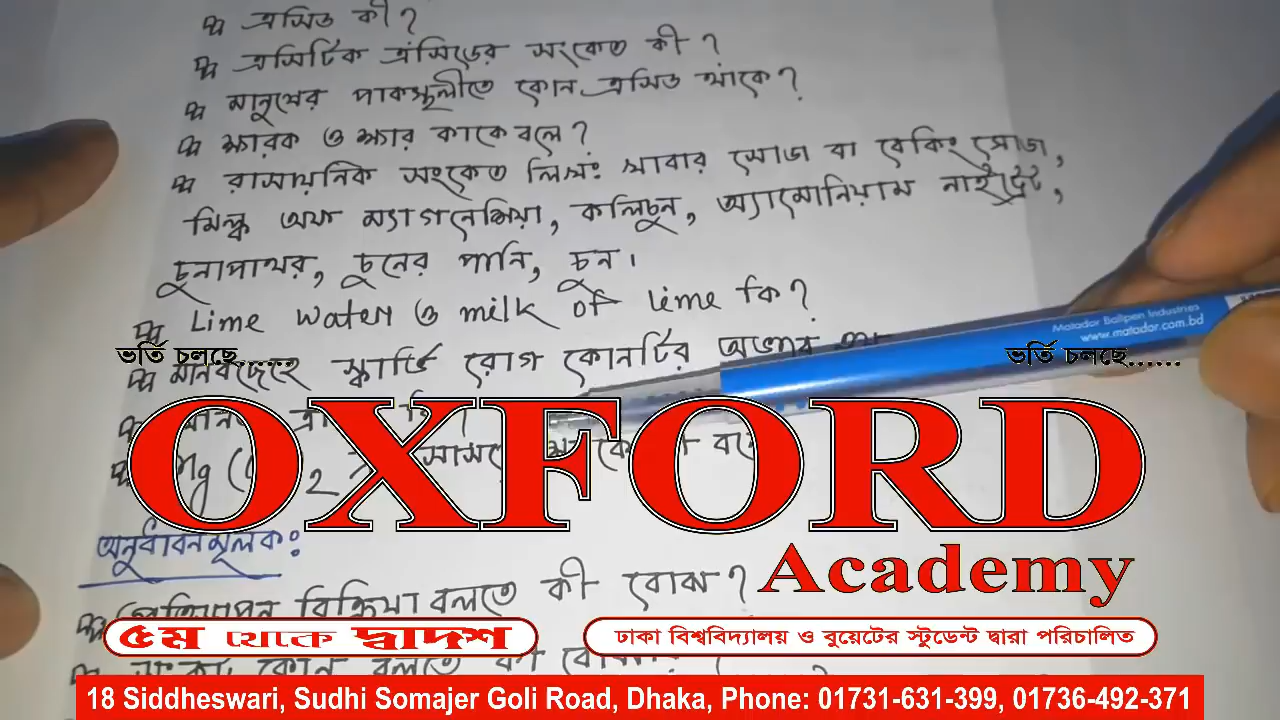 এসিড কী?
এসিটিক এসিডের সংকেত কী?
মানুষের পাকস্থলীতে কোন এসিড থাকে?
ক্ষারক ও ক্ষার কাকে বলে?
রাসায়নিক সংকেত লিখঃ খাবার সোডা বা বেকিং সোডা,
মিল্ক অফ ম্যাগনেশিয়া, কলিচুন, অ্যামোনিয়াম নাইট্রেট,
চুনাপাথর, চুনের পানি, চুন।
Lime water ও milk of lime কি?
Matador Ballpen Industries
www.matador.com.bd
ভর্তি চলছে......
ভর্তি চলছে......
মানবদেহে স্কার্ভি রোগ কোনটির অভাবে
OXFORD
Mg (
2
Academy
অনুধাবনমূলকঃ
বিক্রিয়া বলতে কী বোঝ?
৫ম থেকে দ্বাদশ
ঢাকা বিশ্ববিদ্যালয় ও বুয়েটের স্টুডেন্ট দ্বারা পরিচালিত
18 Siddheswari, Sudhi Somajer Goli Road, Dhaka, Phone: 01731-631-399, 01736-492-371